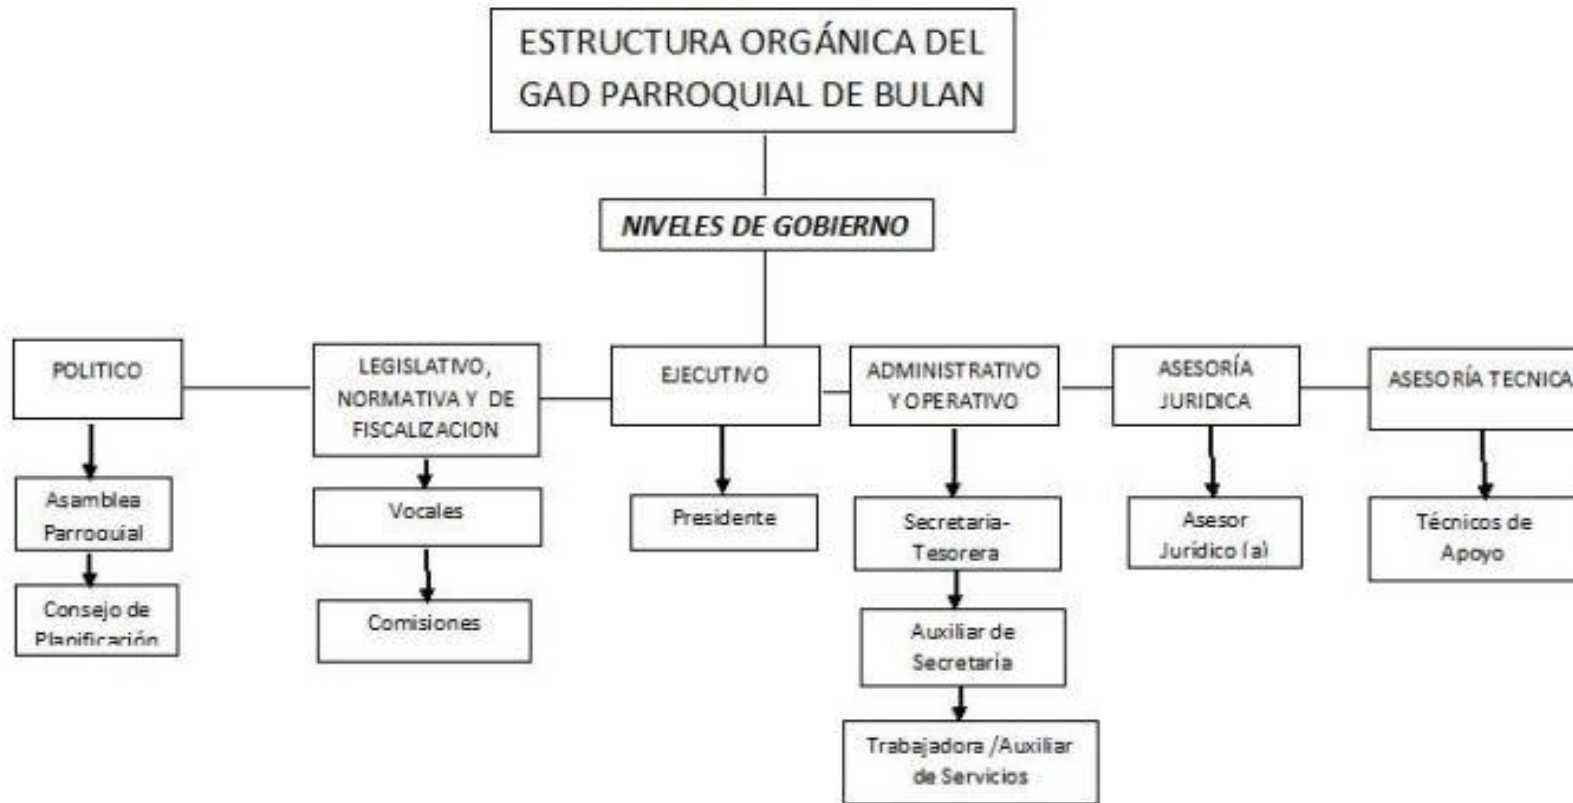 ESTRUCTURA ORGÁNICA DEL
GAD PARROQUIAL DE BULAN
NIVELES DE GOBIERNO
POLITICO
LEGISLATIVO,
NORMATIVA Y DE
FISCALIZACION
EJECUTIVO
ADMINISTRATIVO
Y OPERATIVO
ASESORÍA
JURIDICA
ASESORÍA TECNICA
Asamblea
Parroquial
Consejo de
Planificación
Vocales
Comisiones
Presidente
Secretaria-
Tesorera
Auxiliar de
Secretaría
Trabajadora /Auxiliar
de Servicios
Asesor
Jurídico (a)
Técnicos de
Apoyo